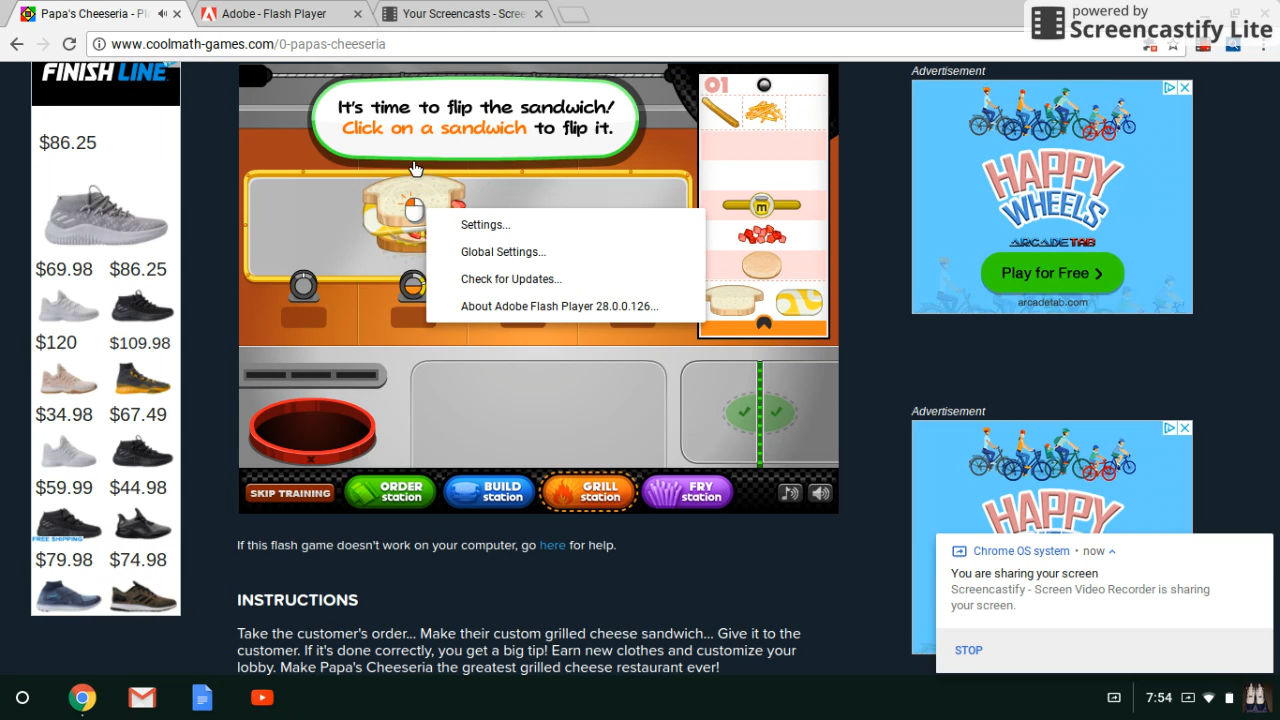 Papa's Cheeseria - Pl
Adobe - Flash Player
Your Screencasts - Scree
powered by
Screencastify Lite
www.coolmath-games.com/0-papas-cheeseria
FINISH LINE
$86.25
$69.98 $86.25
$120 $109.98
$34.98 $67.49
$59.99 $44.98
FREE SHIPPING
$79.98 $74.98
It's time to flip the sandwich!
Click on a sandwich to flip it.
01
m
Settings...
Global Settings...
Check for Updates...
About Adobe Flash Player 28.0.0.126...
SKIP TRAINING
ORDER
station
BUILD
station
GRILL
station
FRY
station
Advertisement
HAPPY
WHEELS
ARCADETAB
Play for Free
arcadetab.com
Advertisement
HAPPY
If this flash game doesn't work on your computer, go here for help.
INSTRUCTIONS
Take the customer's order... Make their custom grilled cheese sandwich... Give it to the
customer. If it's done correctly, you get a big tip! Earn new clothes and customize your
lobby. Make Papa's Cheeseria the greatest grilled cheese restaurant ever!
Chrome OS system • now
You are sharing your screen
Screencastify - Screen Video Recorder is sharing
your screen.
STOP
7:54